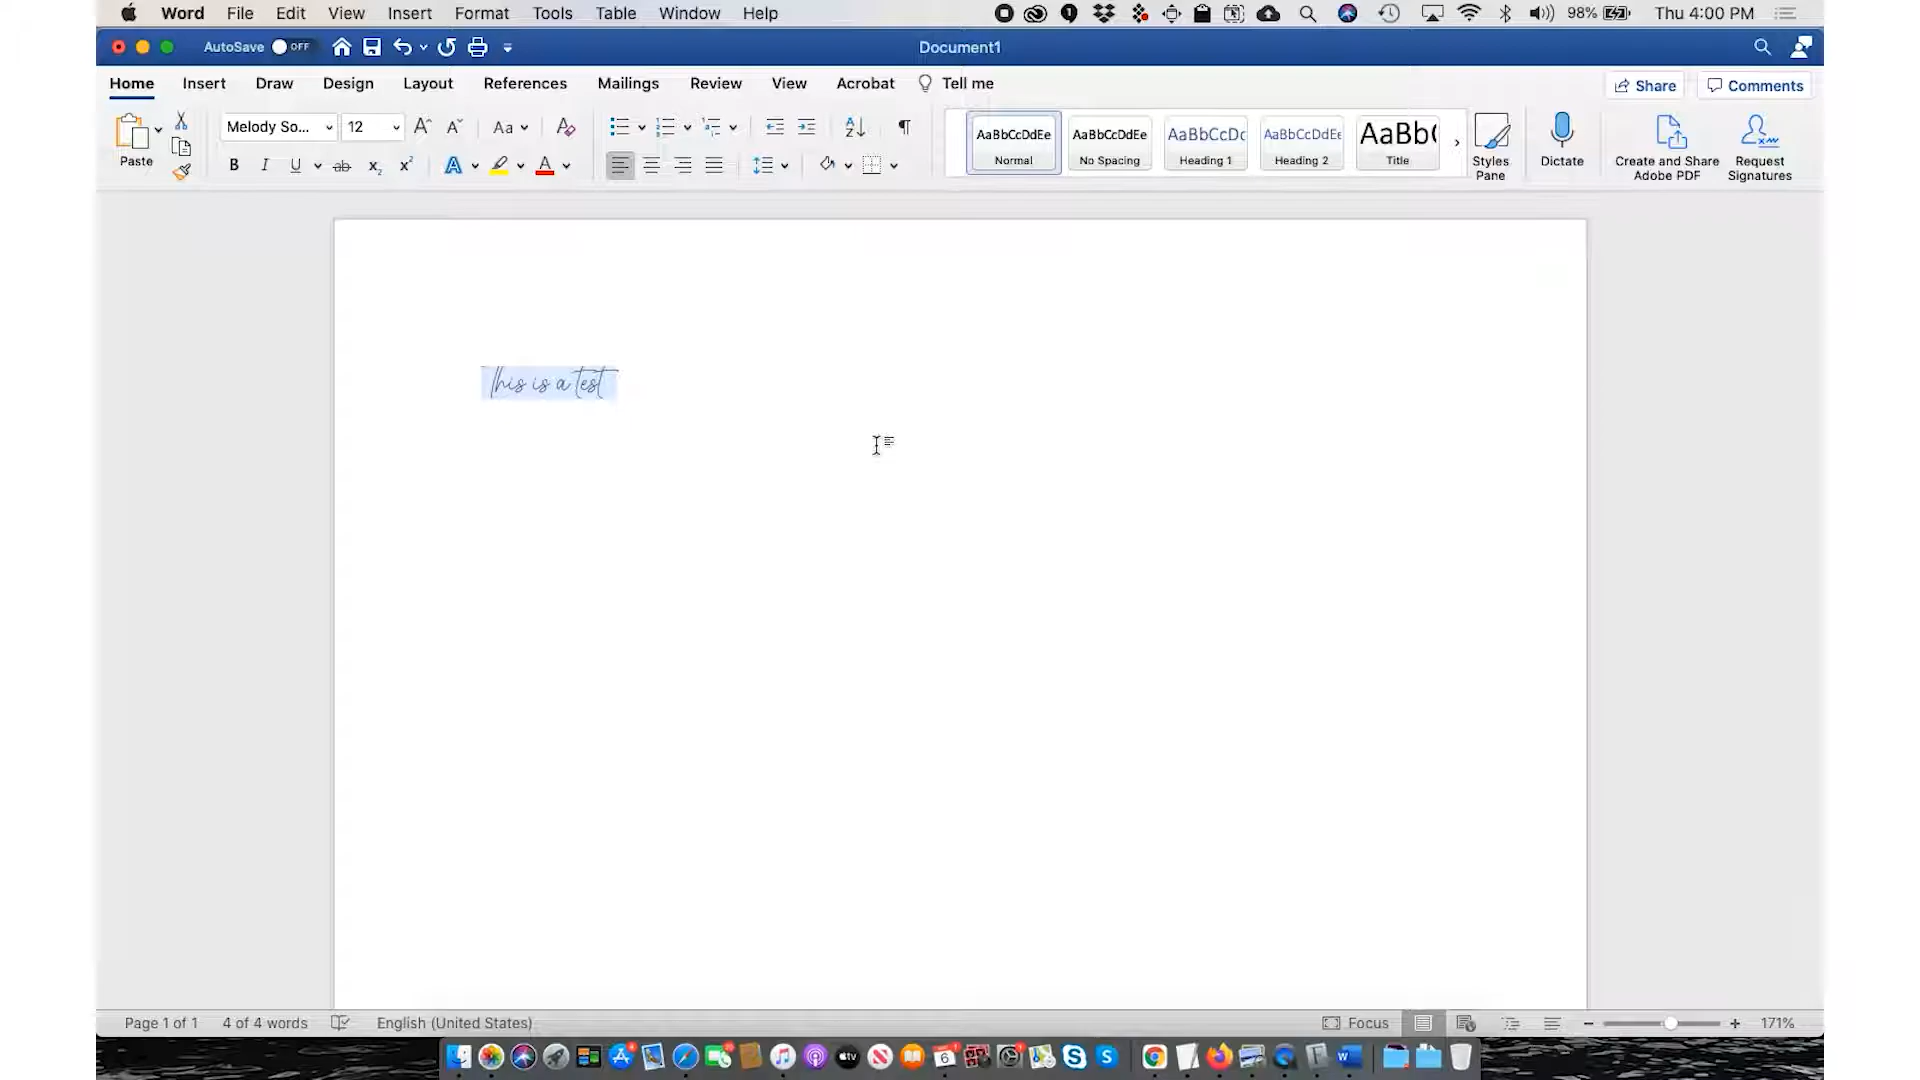 Word File Edit View Insert Format Tools Table Window Help 98% Thu 4:00 PM
AutoSave OFF Document1
Home Insert Draw Design Layout References Mailings Review View Acrobat Tell me Share Comments
Paste Melody So... 12 Aa AaBbCcDdEe Normal AaBbCcDdEe No Spacing AaBbCcDc Heading 1 AaBbCcDdEe Heading 2 AaBb( Title Styles Pane Dictate Create and Share Adobe PDF Request Signatures
This is a test
Page 1 of 1 4 of 4 words English (United States) Focus 171%